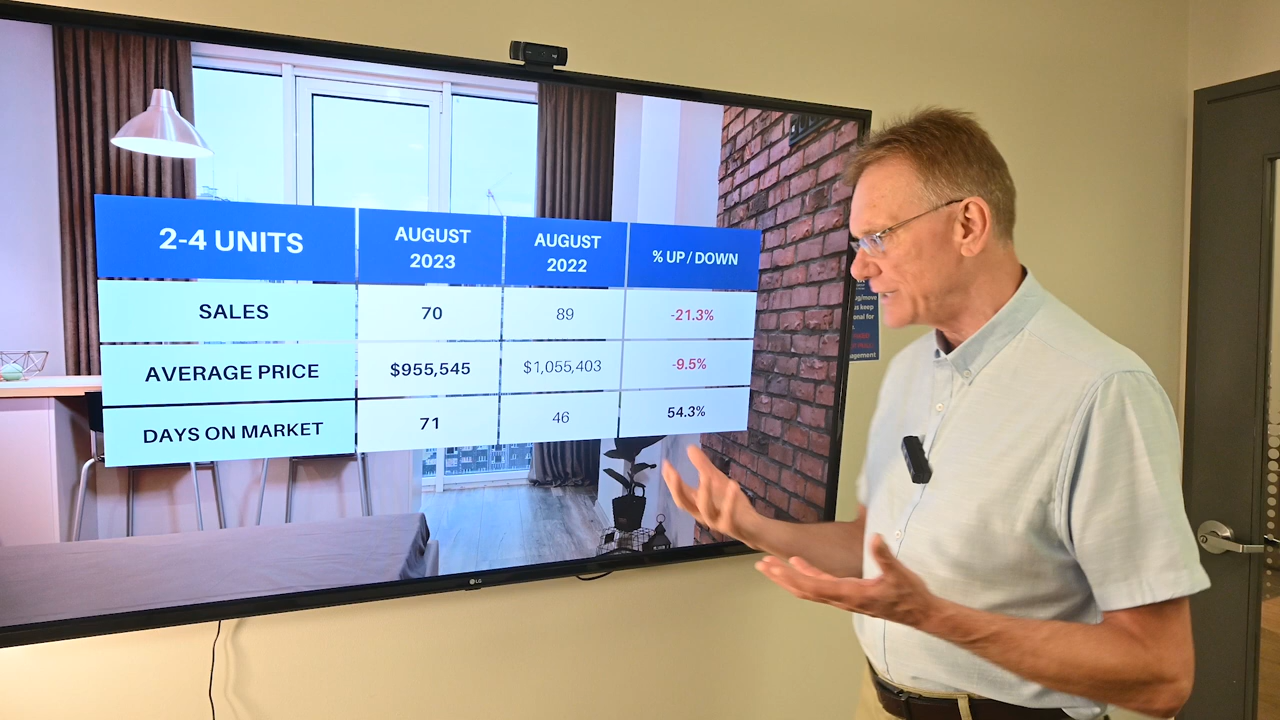 2-4 UNITS
AUGUST
2023
AUGUST
2022
% UP / DOWN
SALES
70
89
-21.3%
AVERAGE PRICE
$955,545
$1,055,403
-9.5%
DAYS ON MARKET
71
46
54.3%
LG